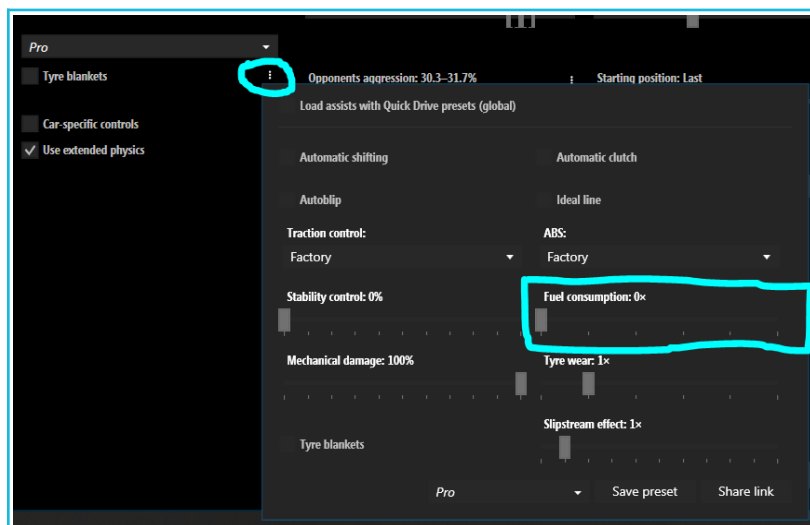 Pro
Tyre blankets
Opponents aggression: 30.3–31.7%
Starting position: Last
Load assists with Quick Drive presets (global)
Car-specific controls
Use extended physics
Automatic shifting
Automatic clutch
Autoblip
Ideal line
Traction control:
ABS:
Factory
Factory
Stability control: 0%
Fuel consumption: 0×
Mechanical damage: 100%
Tyre wear: 1×
Slipstream effect: 1×
Tyre blankets
Pro
Save preset
Share link